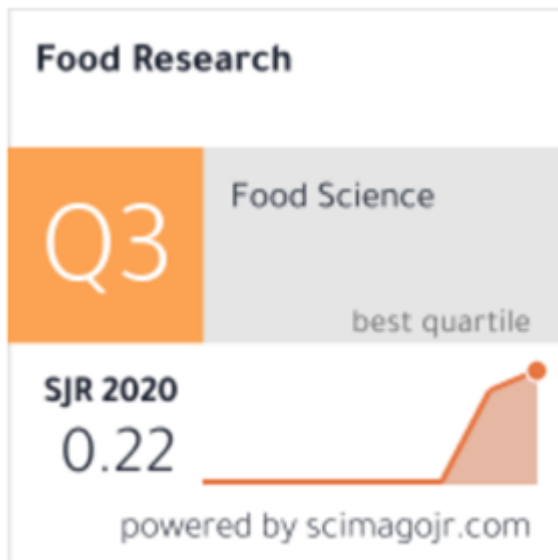 Food Research
Q3
Food Science
best quartile
SJR 2020
0.22
powered by scimagojr.com